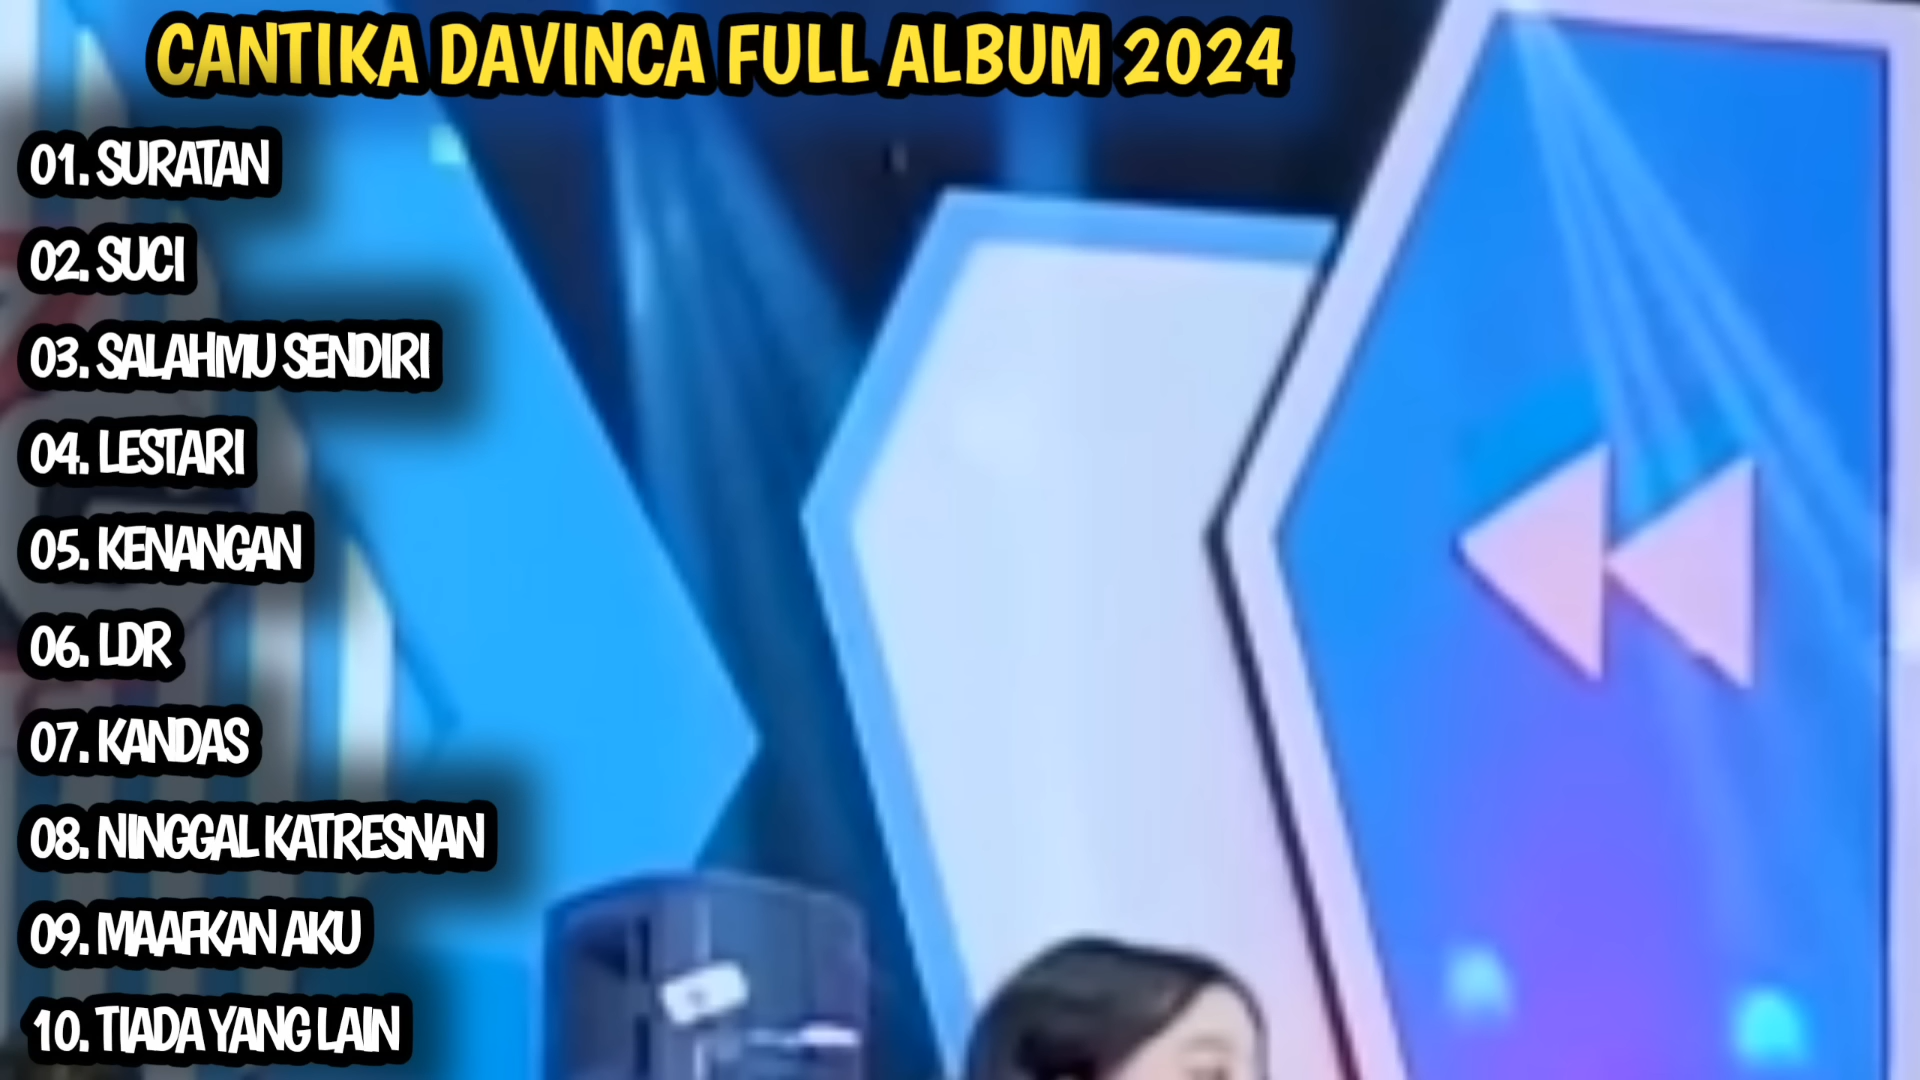 CANTIKA DAVINCA FULL ALBUM 2024
01. SURATAN
02. SUCI
03. SALAHMU SENDIRI
04. LESTARI
05. KENANGAN
06. LDR
07. KANDAS
08. NINGGAL KATRESNAN
09. MAAFKAN AKU
10. TIADA YANG LAIN